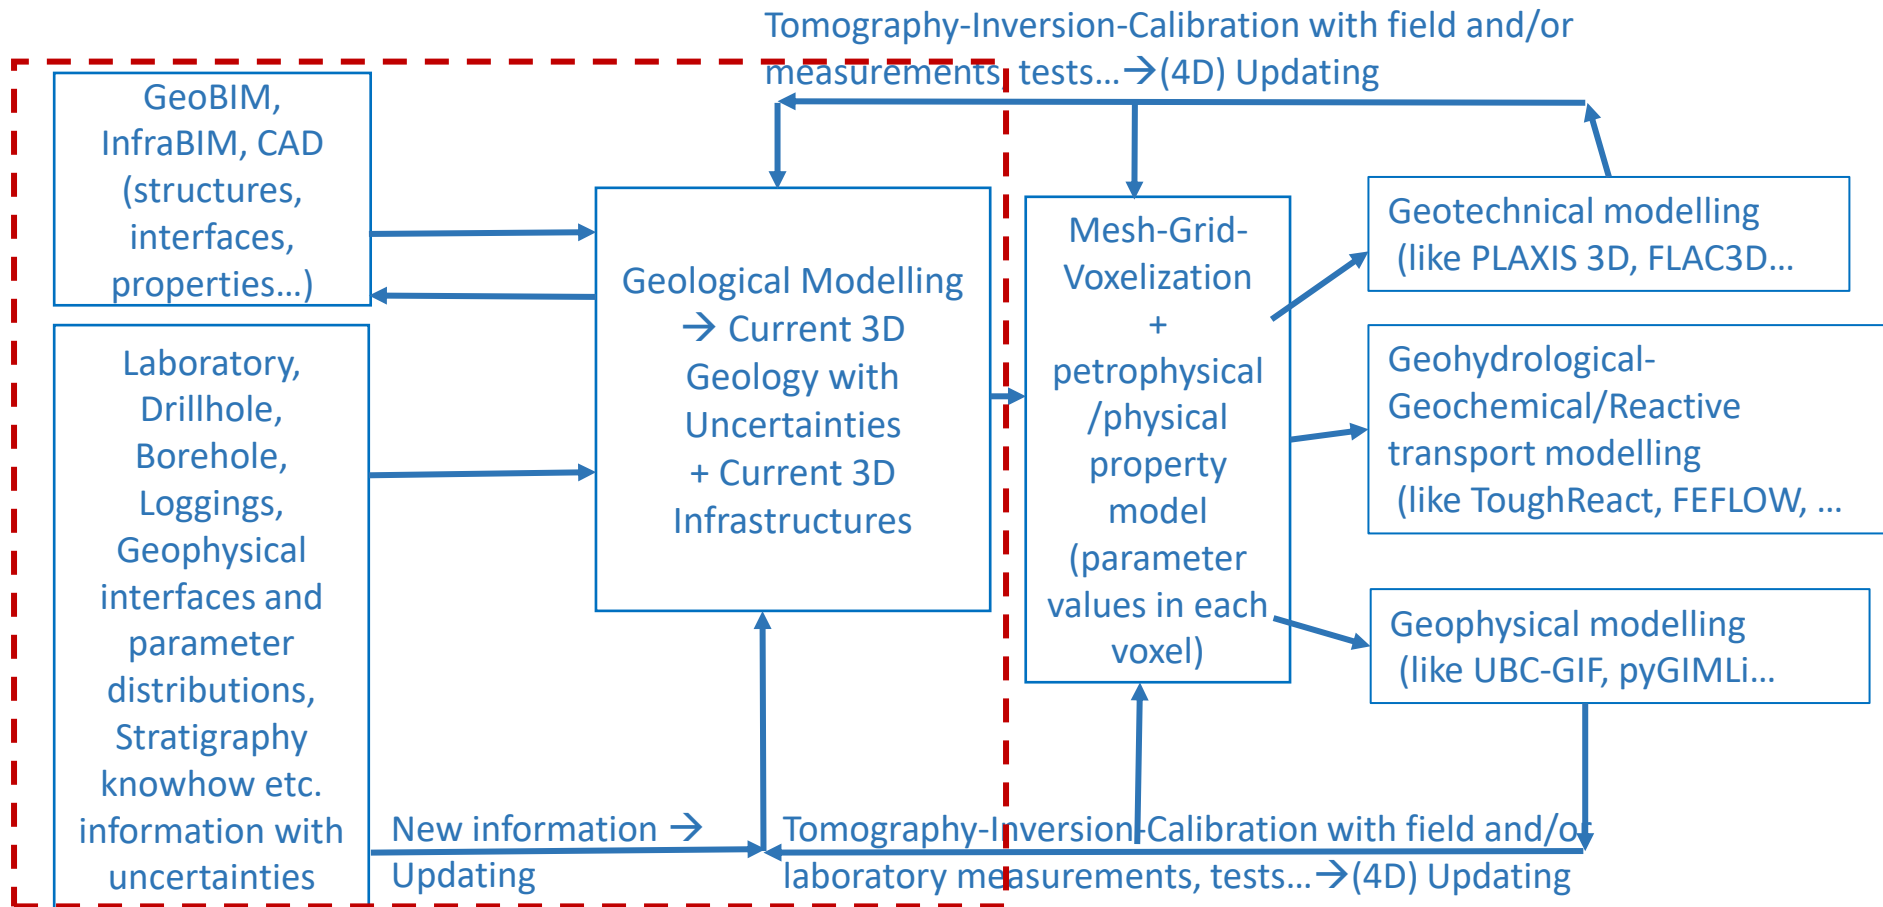 Tomography-Inversion-Calibration with field and/or
measurements, tests...→(4D) Updating
GeoBIM,
InfraBIM, CAD
(structures,
interfaces,
properties...)
Laboratory,
Drillhole,
Borehole,
Loggings,
Geophysical
interfaces and
parameter
distributions,
Stratigraphy
knowhow etc.
information with
uncertainties
Geological Modelling
→ Current 3D
Geology with
Uncertainties
+ Current 3D
Infrastructures
Mesh-Grid-
Voxelization
+
petrophysical
/physical
property
model
(parameter
values in each
voxel)
Geotechnical modelling
(like PLAXIS 3D, FLAC3D...
Geohydrological-
Geochemical/Reactive
transport modelling
(like ToughReact, FEFLOW, ...
Geophysical modelling
(like UBC-GIF, pyGIMLi...
New information →
Updating
Tomography-Inversion-Calibration with field and/or
laboratory measurements, tests...→(4D) Updating